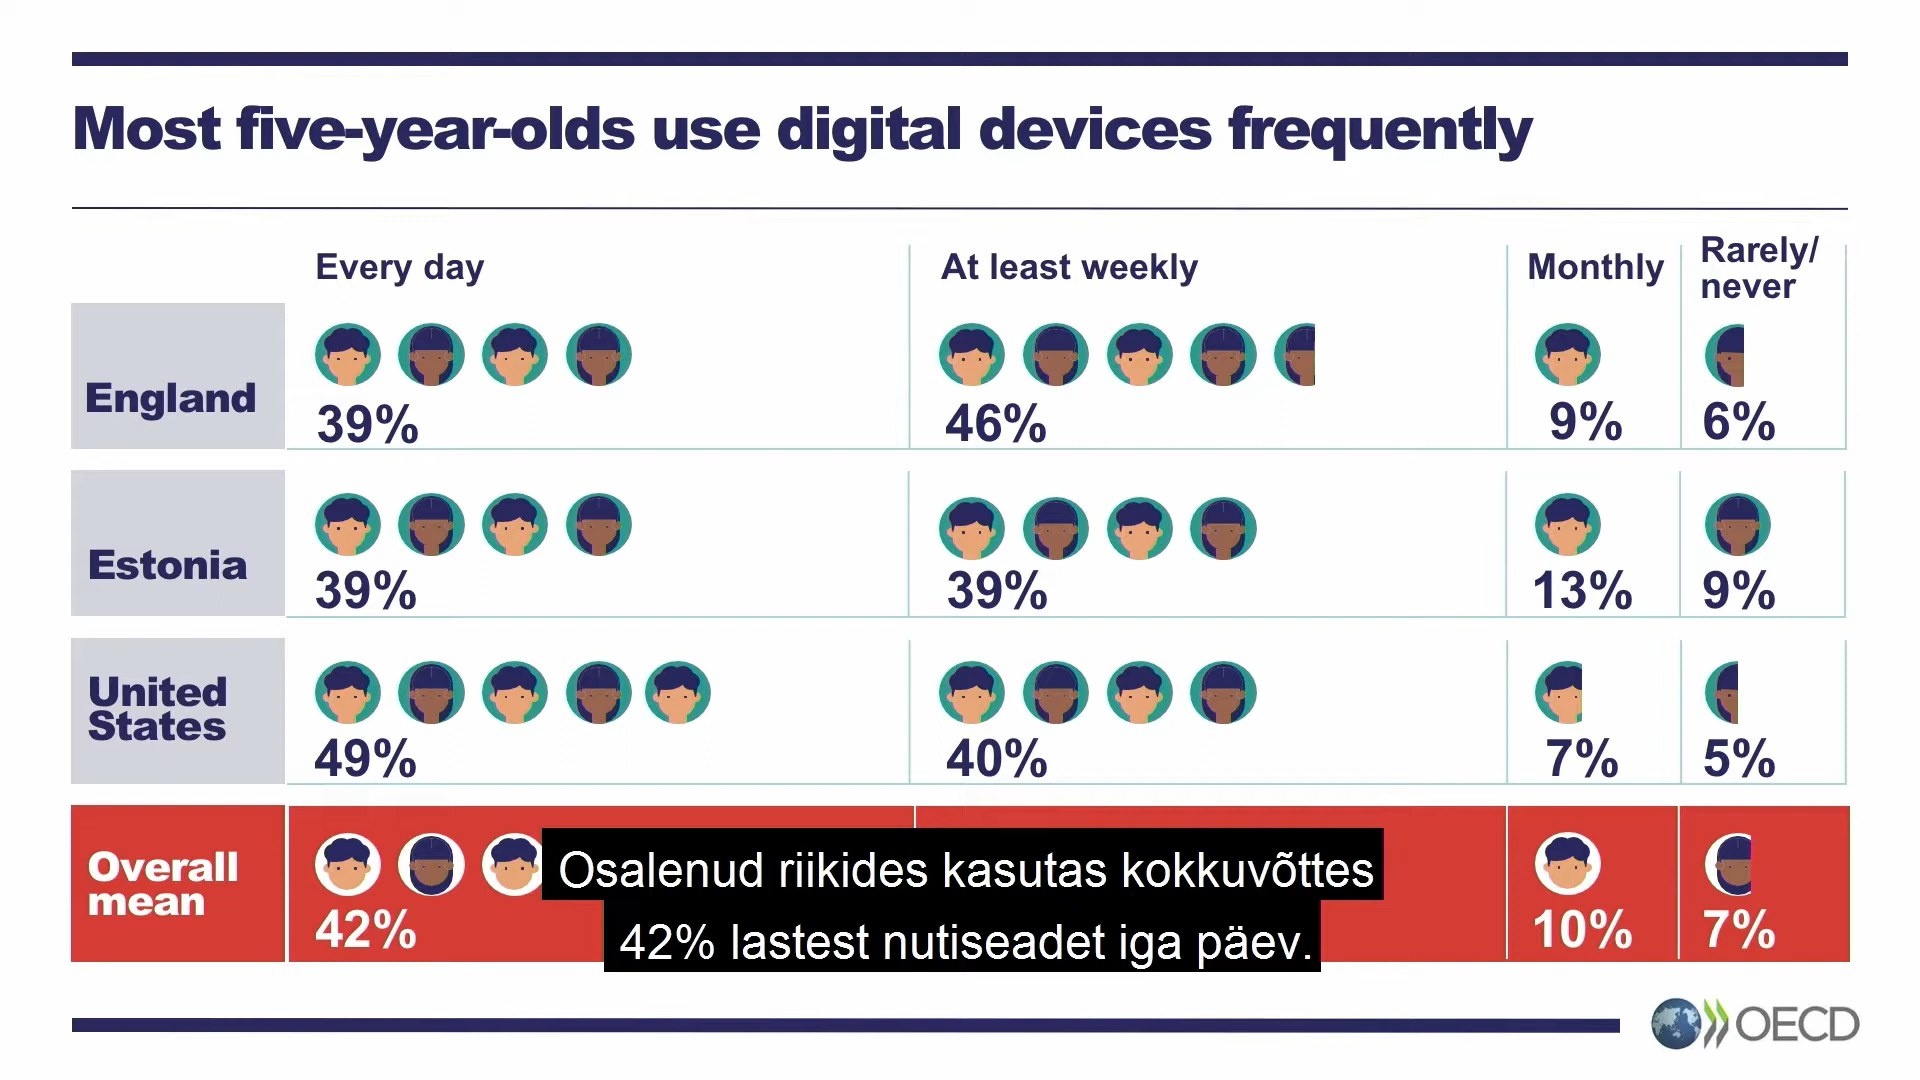 Most five-year-olds use digital devices frequently
Every day
At least weekly
Monthly
Rarely/
never
England
39%
46%
9%
6%
Estonia
39%
39%
13%
9%
United
States
49%
40%
7%
5%
Overall
mean
42%
10%
7%
Osalenud riikides kasutas kokkuvõttes
42% lastest nutiseadet iga päev.
OECD